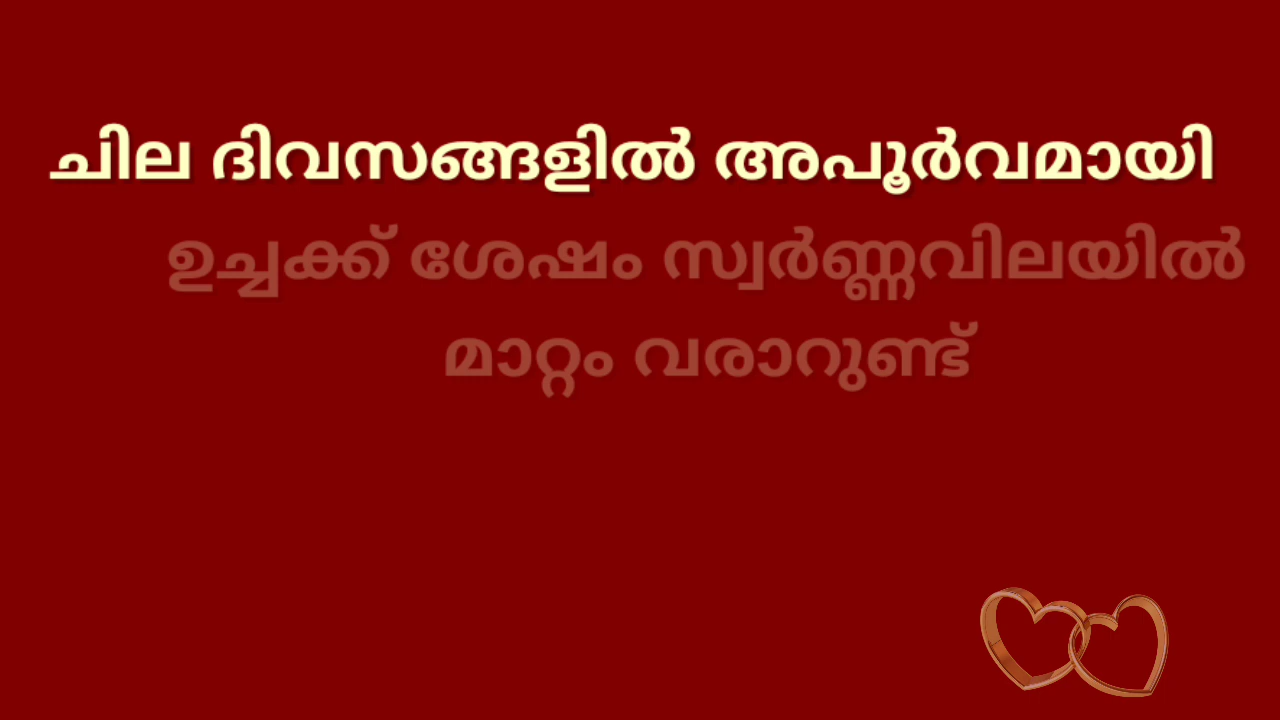 ചില ദിവസങ്ങളിൽ അപൂർവമായി
ഉച്ചക്ക് ശേഷം സ്വർണ്ണവിലയിൽ
മാറ്റം വരാറുണ്ട്